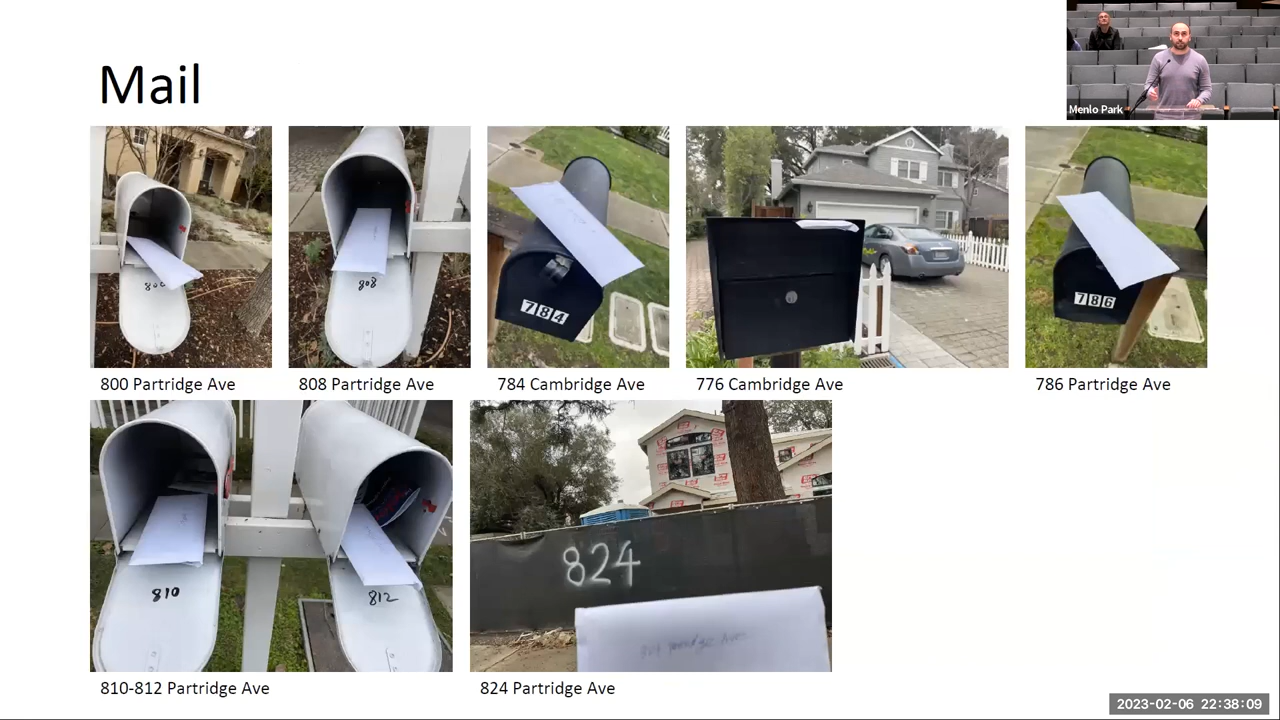 Mail
Menlo Park
800
808
784
786
800 Partridge Ave
808 Partridge Ave
784 Cambridge Ave
776 Cambridge Ave
786 Partridge Ave
810
812
824
810-812 Partridge Ave
824 Partridge Ave
2023-02-06 22:38:09